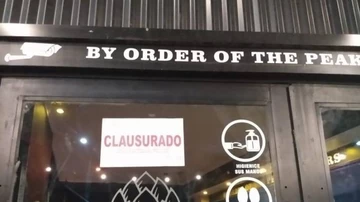 BY ORDER OF THE PEAK
CLAUSURADO
HIGIENICE
SUS MANOS